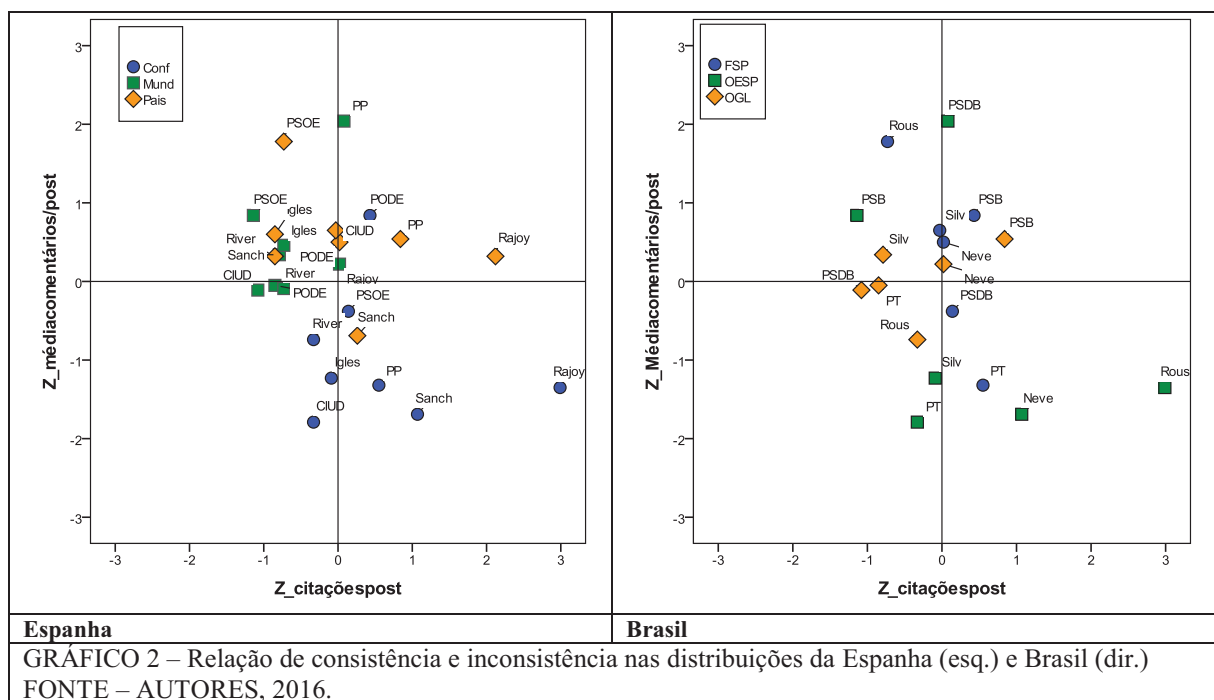 Conf
Mund
Pais
PP
PSOE
PSOE
Igles
Igles
River
Sanch
CIUD
PODE
CIUD
PP
Rajoy
PODE
River
PODE
Rajoy
PSOE
Sanch
River
Igles
PP
Rajoy
Sanch
CIUD
3
2
1
0
-1
-2
-3
Z_médiacomentários/post
-3 -2 -1 0 1 2 3
Z_citaçõespost
FSP
OESP
OGL
PSDB
Rous
PSB
PSB
PSB
Silv
Silv
Neve
Neve
PSDB
PT
PSDB
Rous
Silv
PT
Rous
PT
Neve
3
2
1
0
-1
-2
-3
Z_Médiacomentários/post
-3 -2 -1 0 1 2 3
Z_citaçõespost
Espanha Brasil
GRÁFICO 2 – Relação de consistência e inconsistência nas distribuições da Espanha (esq.) e Brasil (dir.)
FONTE – AUTORES, 2016.